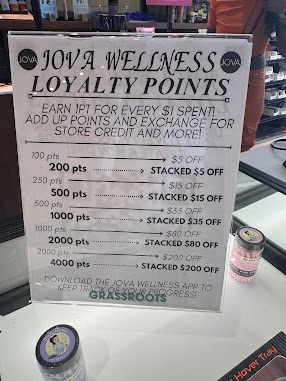 JOVA
JOVA WELLNESS
JOVA
LOYALTY POINTS
EARN 1PT FOR EVERY $1 SPENT!
ADD UP POINTS AND EXCHANGE FOR
STORE CREDIT AND MORE!
100 pts $5 OFF
200 pts STACKED $5 OFF
250 pts $15 OFF
500 pts STACKED $15 OFF
500 pts $35 OFF
1000 pts STACKED $35 OFF
1000 pts $80 OFF
2000 pts STACKED $80 OFF
2000 pts $200 OFF
4000 pts STACKED $200 OFF
DOWNLOAD THE JOVA WELLNESS APP TO
KEEP TRACK OF YOUR PROGRESS!
GRASSROOTS
Hover Tray